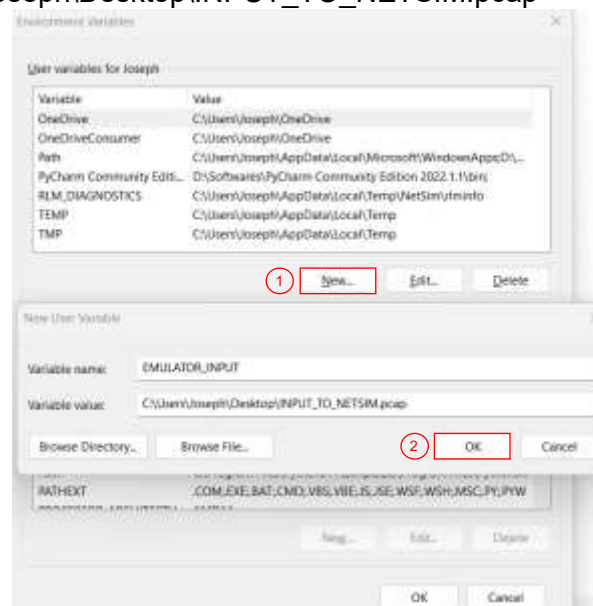 Joseph\Desktop\INPUT_TO_NETSIM.pcap
Environment Variables
User variables for Joseph
Variable Value
OneDrive C:\Users\Joseph\OneDrive
OneDriveConsumer C:\Users\Joseph\OneDrive
Path C:\Users\Joseph\AppData\Local\Microsoft\WindowsApps;D:\...
PyCharm Community Editi... D:\Softwares\PyCharm Community Edition 2022.1.1\bin;
RLM_DIAGNOSTICS C:\Users\Joseph\AppData\Local\Temp\NetSim\rlminfo
TEMP C:\Users\Joseph\AppData\Local\Temp
TMP C:\Users\Joseph\AppData\Local\Temp
1 New... Edit... Delete
New User Variable
Variable name: EMULATOR_INPUT
Variable value: C:\Users\Joseph\Desktop\INPUT_TO_NETSIM.pcap
Browse Directory... Browse File... 2 OK Cancel
PATHEXT .COM;.EXE;.BAT;.CMD;.VBS;.VBE;.JS;.JSE;.WSF;.WSH;.MSC;.PY;.PYW
New... Edit... Delete
OK Cancel